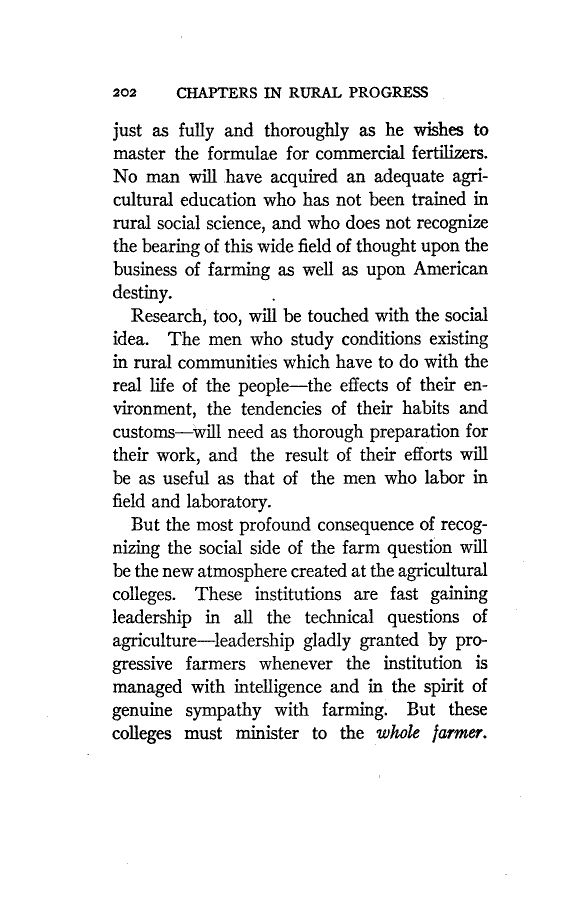 202 CHAPTERS IN RURAL PROGRESS
just as fully and thoroughly as he wishes to
master the formulae for commercial fertilizers.
No man will have acquired an adequate agri-
cultural education who has not been trained in
rural social science, and who does not recognize
the bearing of this wide field of thought upon the
business of farming as well as upon American
destiny.
Research, too, will be touched with the social
idea. The men who study conditions existing
in rural communities which have to do with the
real life of the people—the effects of their en-
vironment, the tendencies of their habits and
customs—will need as thorough preparation for
their work, and the result of their efforts will
be as useful as that of the men who labor in
field and laboratory.
But the most profound consequence of recog-
nizing the social side of the farm question will
be the new atmosphere created at the agricultural
colleges. These institutions are fast gaining
leadership in all the technical questions of
agriculture—leadership gladly granted by pro-
gressive farmers whenever the institution is
managed with intelligence and in the spirit of
genuine sympathy with farming. But these
colleges must minister to the whole farmer.